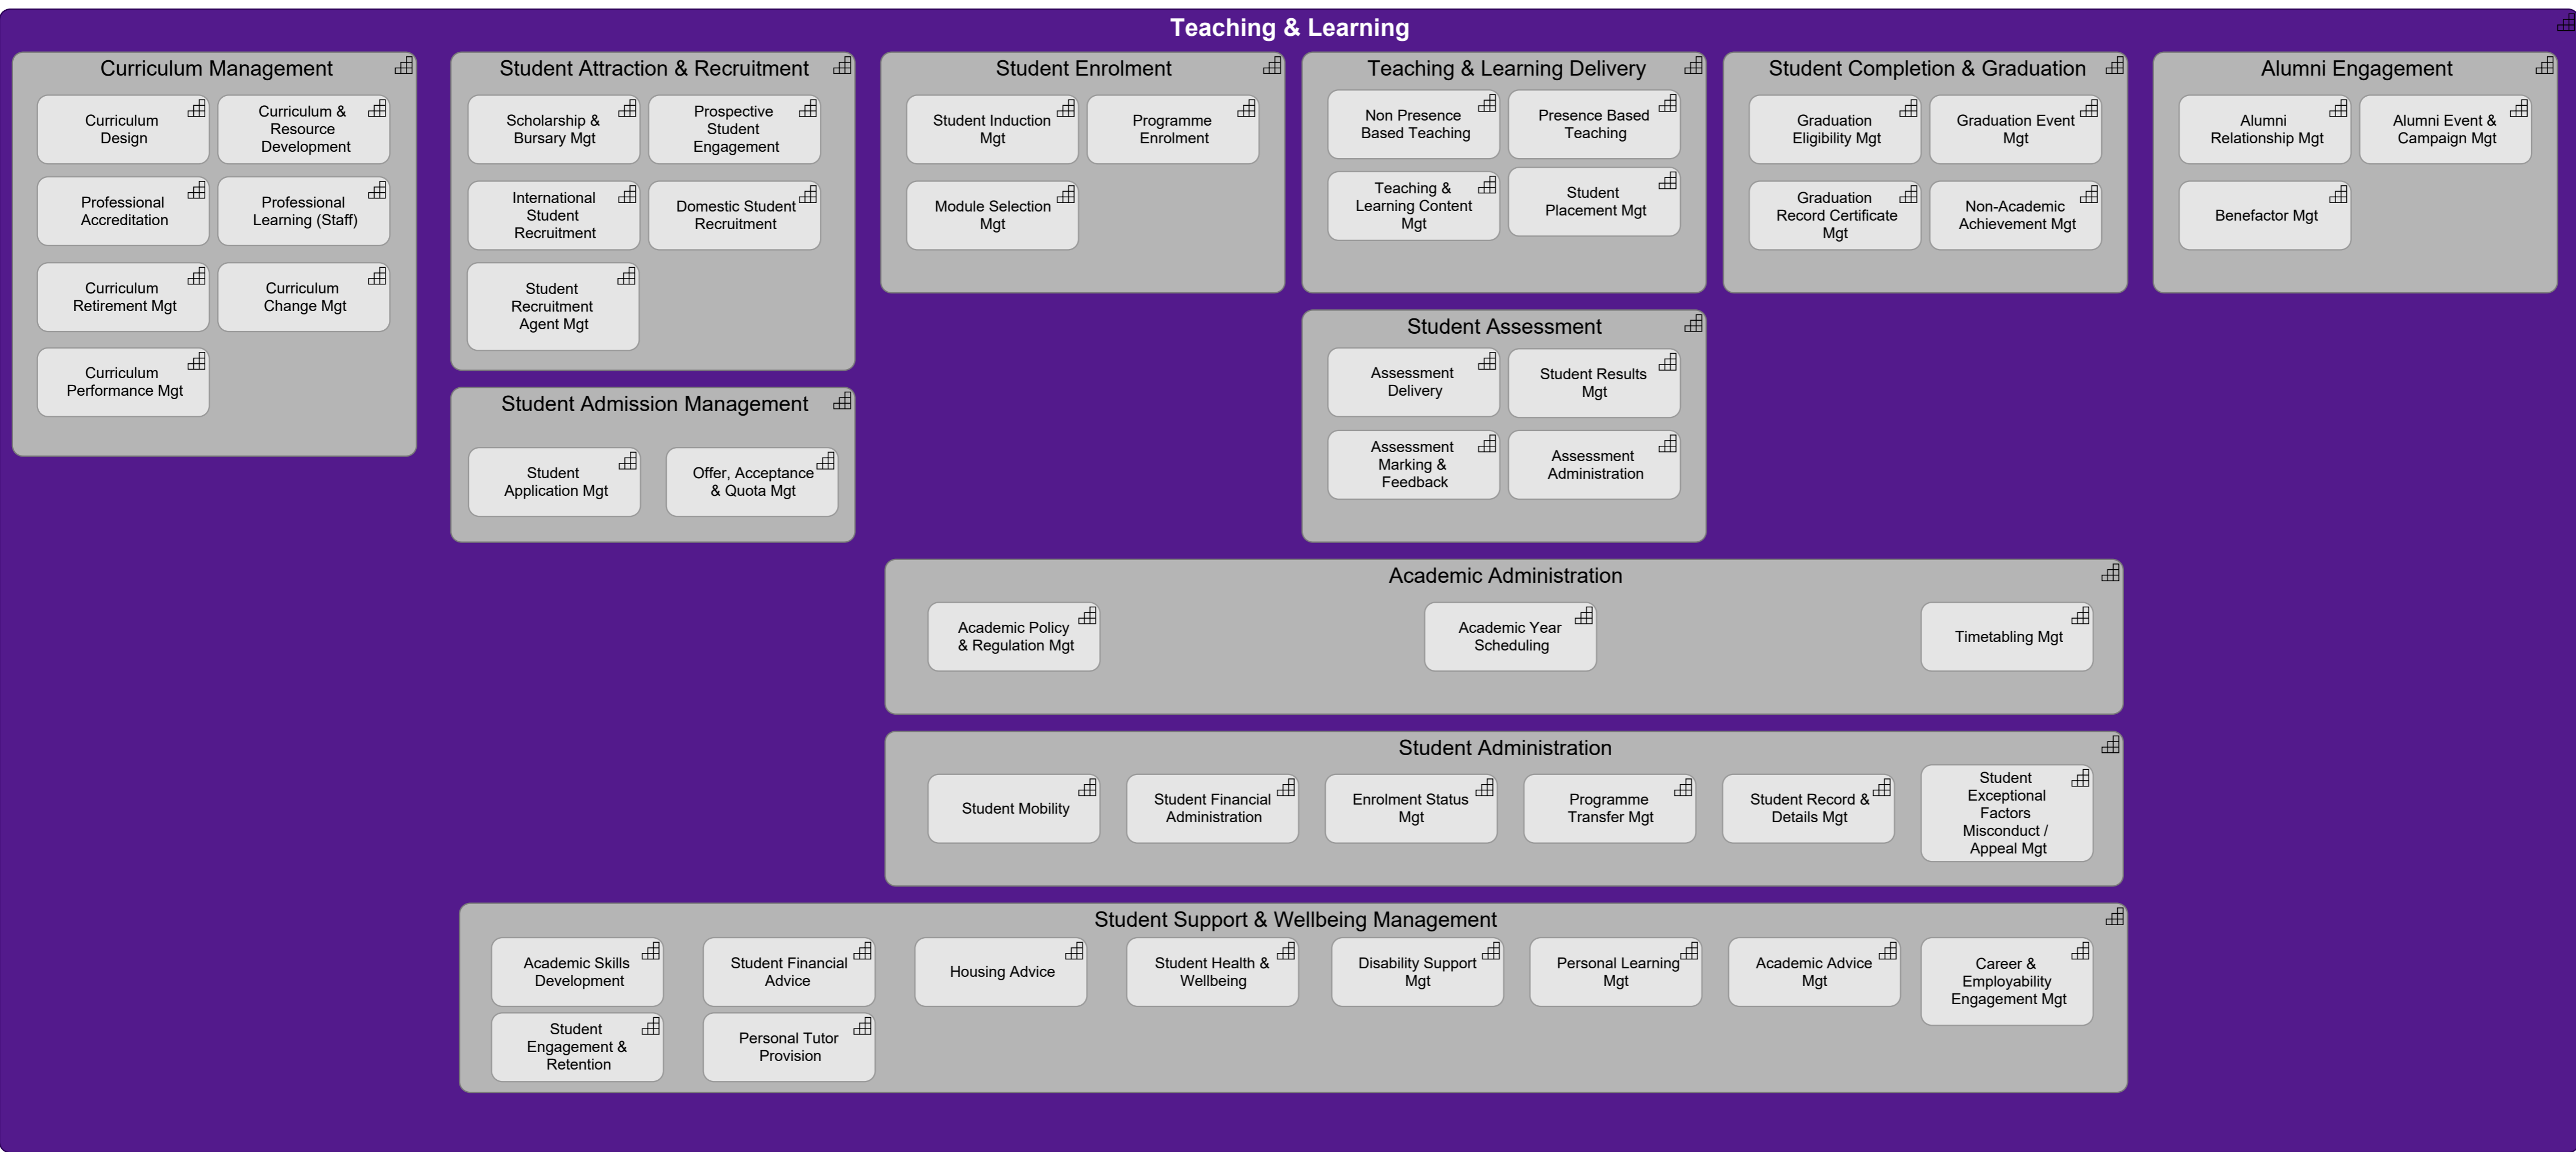 Teaching & Learning
Curriculum Management
Curriculum
Design
Curriculum &
Resource
Development
Professional
Accreditation
Professional
Learning (Staff)
Curriculum
Retirement Mgt
Curriculum
Change Mgt
Curriculum
Performance Mgt
Student Attraction & Recruitment
Scholarship &
Bursary Mgt
Prospective
Student
Engagement
International
Student
Recruitment
Domestic Student
Recruitment
Student
Recruitment
Agent Mgt
Student Admission Management
Student
Application Mgt
Offer, Acceptance
& Quota Mgt
Student Enrolment
Student Induction
Mgt
Programme
Enrolment
Module Selection
Mgt
Teaching & Learning Delivery
Non Presence
Based Teaching
Presence Based
Teaching
Teaching &
Learning Content
Mgt
Student
Placement Mgt
Student Assessment
Assessment
Delivery
Student Results
Mgt
Assessment
Marking &
Feedback
Assessment
Administration
Student Completion & Graduation
Graduation
Eligibility Mgt
Graduation Event
Mgt
Graduation
Record Certificate
Mgt
Non-Academic
Achievement Mgt
Alumni Engagement
Alumni
Relationship Mgt
Alumni Event &
Campaign Mgt
Benefactor Mgt
Academic Administration
Academic Policy
& Regulation Mgt
Academic Year
Scheduling
Timetabling Mgt
Student Administration
Student Mobility
Student Financial
Administration
Enrolment Status
Mgt
Programme
Transfer Mgt
Student Record &
Details Mgt
Student
Exceptional
Factors
Misconduct /
Appeal Mgt
Student Support & Wellbeing Management
Academic Skills
Development
Student Financial
Advice
Housing Advice
Student Health &
Wellbeing
Disability Support
Mgt
Personal Learning
Mgt
Academic Advice
Mgt
Career &
Employability
Engagement Mgt
Student
Engagement &
Retention
Personal Tutor
Provision